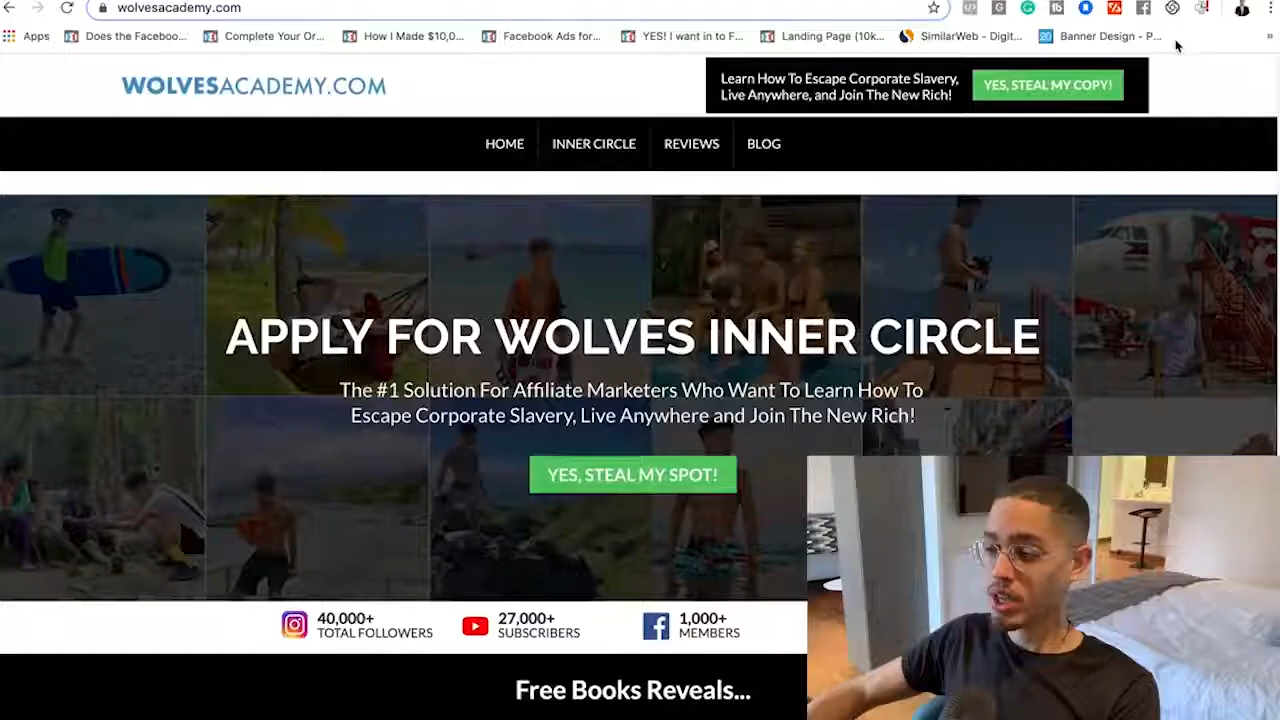 wolvesacademy.com
Apps
Does the Faceboo...
Complete Your Or...
How I Made $10,0...
Facebook Ads for...
YES! I want in to F...
Landing Page (10k...
SimilarWeb - Digit...
Banner Design - P...
WOLVESACADEMY.COM
Learn How To Escape Corporate Slavery,
Live Anywhere, and Join The New Rich!
YES, STEAL MY COPY!
HOME
INNER CIRCLE
REVIEWS
BLOG
APPLY FOR WOLVES INNER CIRCLE
The #1 Solution For Affiliate Marketers Who Want To Learn How To
Escape Corporate Slavery, Live Anywhere and Join The New Rich!
YES, STEAL MY SPOT!
40,000+
TOTAL FOLLOWERS
27,000+
SUBSCRIBERS
1,000+
MEMBERS
Free Books Reveals...